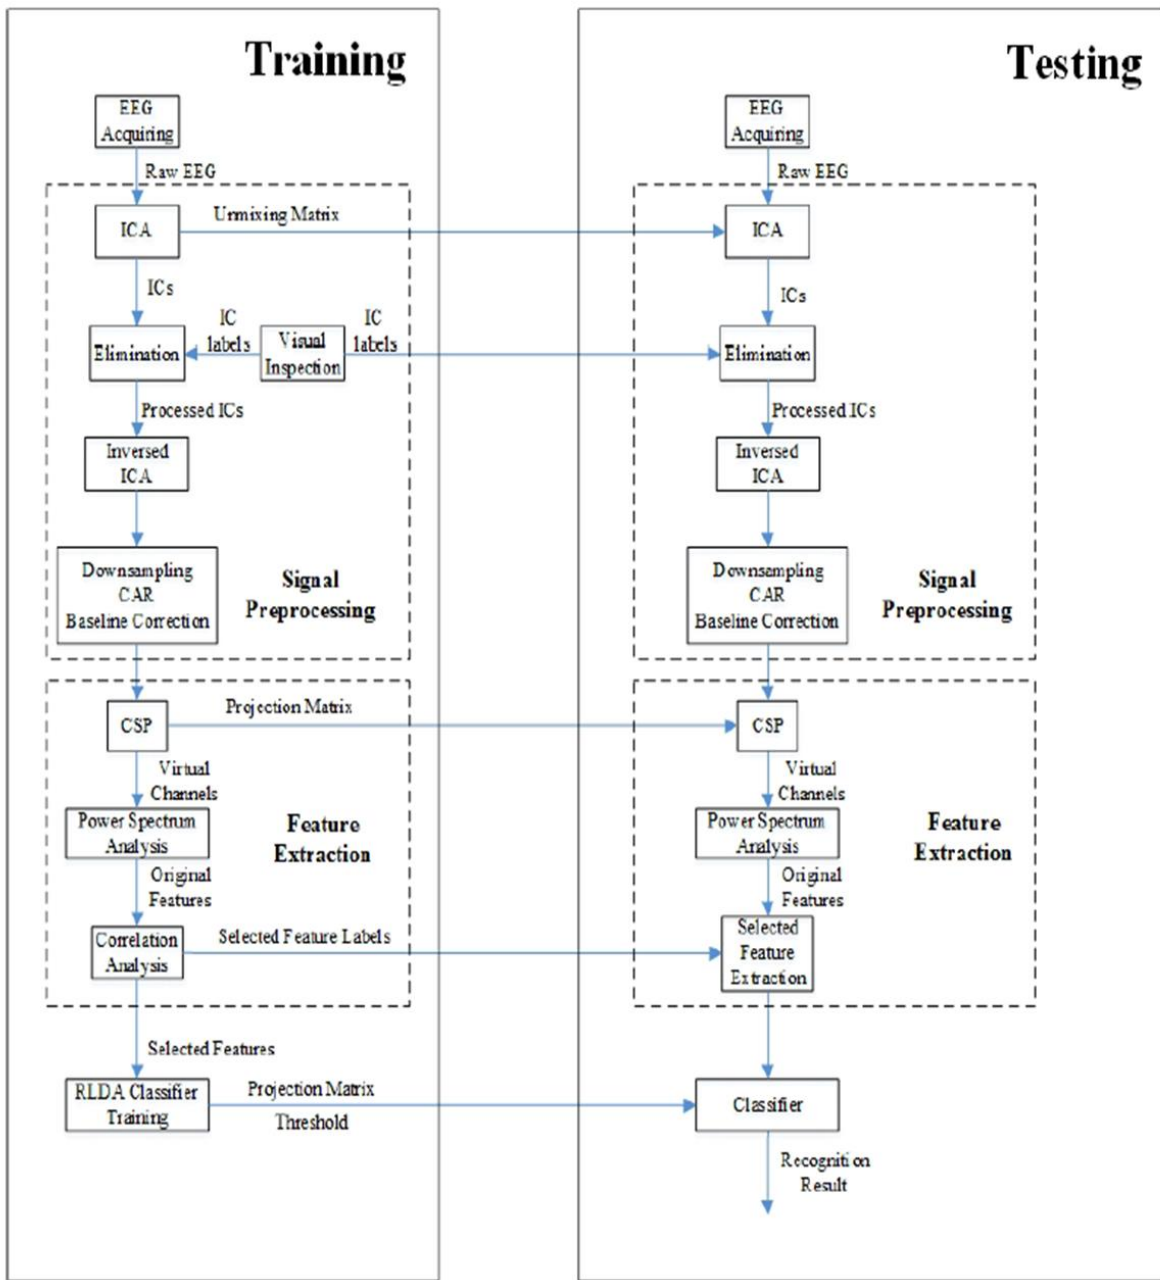 Training
EEG
Acquiring
Raw EEG
ICA
Unmixing Matrix
ICs
Elimination
IC
labels
Visual
Inspection
IC
labels
Processed ICs
Inversed
ICA
Downsampling
CAR
Baseline Correction
Signal
Preprocessing
CSP
Projection Matrix
Virtual
Channels
Power Spectrum
Analysis
Feature
Extraction
Original
Features
Correlation
Analysis
Selected Feature Labels
Selected Features
RLDA Classifier
Training
Projection Matrix
Threshold
Testing
EEG
Acquiring
Raw EEG
ICA
ICs
Elimination
Processed ICs
Inversed
ICA
Downsampling
CAR
Baseline Correction
Signal
Preprocessing
CSP
Virtual
Channels
Power Spectrum
Analysis
Feature
Extraction
Original
Features
Selected
Feature
Extraction
Classifier
Recognition
Result